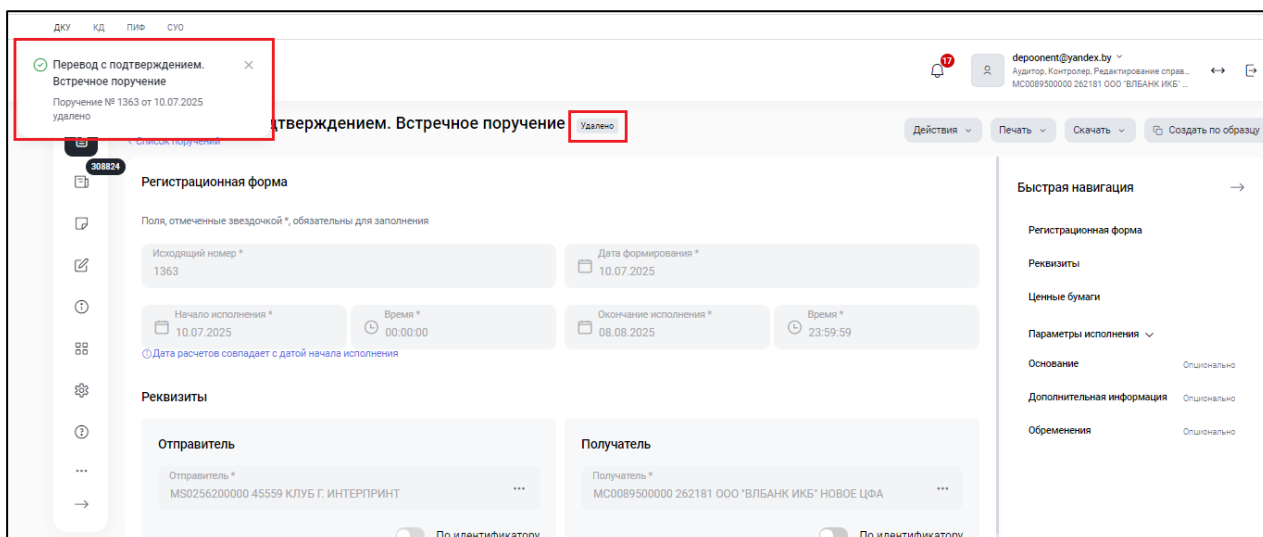 ДКУ КД ПИФ СУО
Перевод с подтверждением.
Встречное поручение
Поручение № 1363 от 10.07.2025
удалено
17
depoonent@yandex.by
Аудитор, Контролер, Редактирование справ...
МС0089500000 262181 ООО "ВЛБАНК ИКБ" ...
дтверждением. Встречное поручение Удалено
Действия Печать Скачать Создать по образцу
Список поручений
308824
Регистрационная форма
Поля, отмеченные звездочкой *, обязательны для заполнения
Исходящий номер *
1363
Дата формирования *
10.07.2025
Начало исполнения *
10.07.2025
Время *
00:00:00
Окончание исполнения *
08.08.2025
Время *
23:59:59
Дата расчетов совпадает с датой начала исполнения
Реквизиты
Отправитель
Отправитель *
MS0256200000 45559 КЛУБ Г. ИНТЕРПРИНТ
...
По идентификатору
Получатель
Получатель *
МС0089500000 262181 ООО "ВЛБАНК ИКБ" НОВОЕ ЦФА
...
По идентификатору
Быстрая навигация
Регистрационная форма
Реквизиты
Ценные бумаги
Параметры исполнения
Основание Опционально
Дополнительная информация Опционально
Обременения Опционально